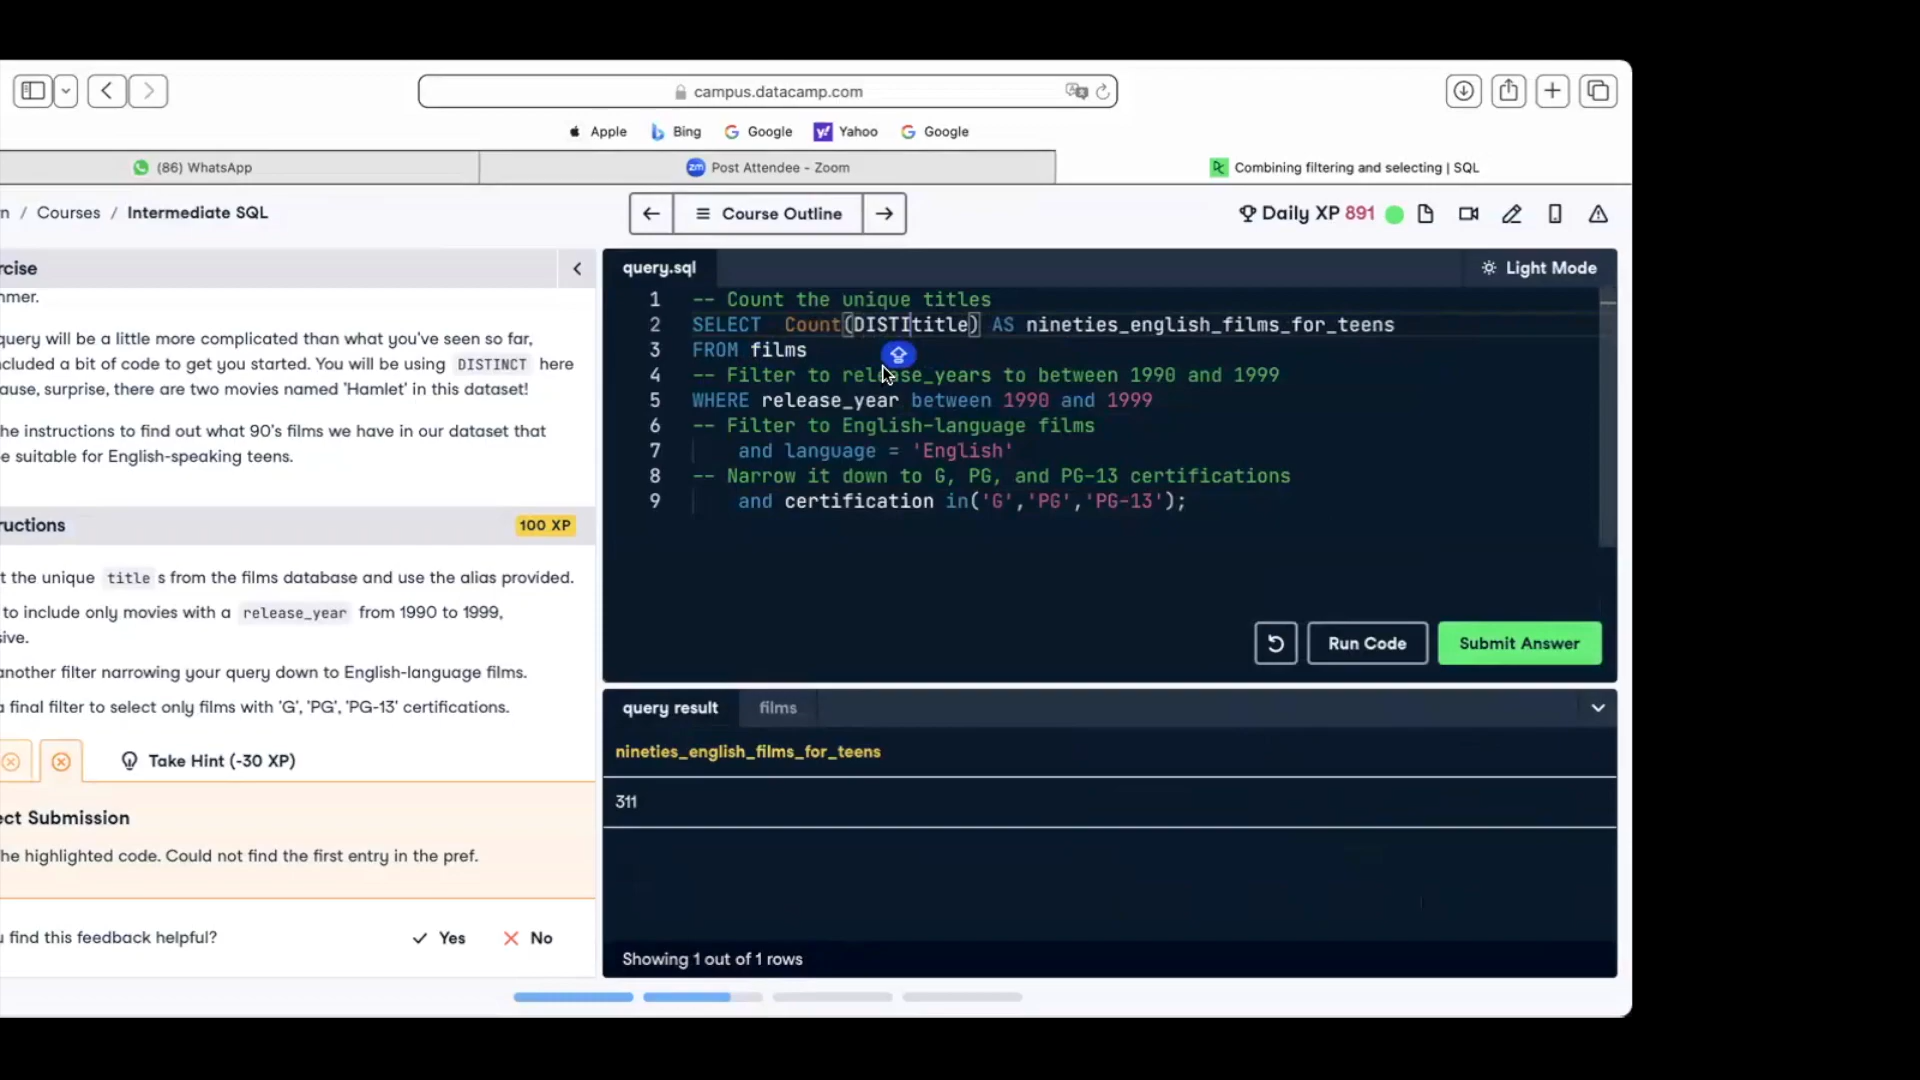 campus.datacamp.com
Apple Bing Google Yahoo Google
(86) WhatsApp Post Attendee - Zoom Combining filtering and selecting | SQL
n / Courses / Intermediate SQL
Course Outline
Daily XP 891
rcise
nmer.
query will be a little more complicated than what you've seen so far,
ncluded a bit of code to get you started. You will be using DISTINCT here
ause, surprise, there are two movies named 'Hamlet' in this dataset!
he instructions to find out what 90's films we have in our dataset that
e suitable for English-speaking teens.
ructions 100 XP
t the unique title s from the films database and use the alias provided.
to include only movies with a release_year from 1990 to 1999,
sive.
another filter narrowing your query down to English-language films.
a final filter to select only films with 'G', 'PG', 'PG-13' certifications.
Take Hint (-30 XP)
ect Submission
he highlighted code. Could not find the first entry in the pref.
u find this feedback helpful? Yes No
query.sql Light Mode
1 -- Count the unique titles
2 SELECT Count(DISTItitle) AS nineties_english_films_for_teens
3 FROM films
4 -- Filter to release_years to between 1990 and 1999
5 WHERE release_year between 1990 and 1999
6 -- Filter to English-language films
7 and language = 'English'
8 -- Narrow it down to G, PG, and PG-13 certifications
9 and certification in('G','PG','PG-13');
Run Code Submit Answer
query result films
nineties_english_films_for_teens
311
Showing 1 out of 1 rows